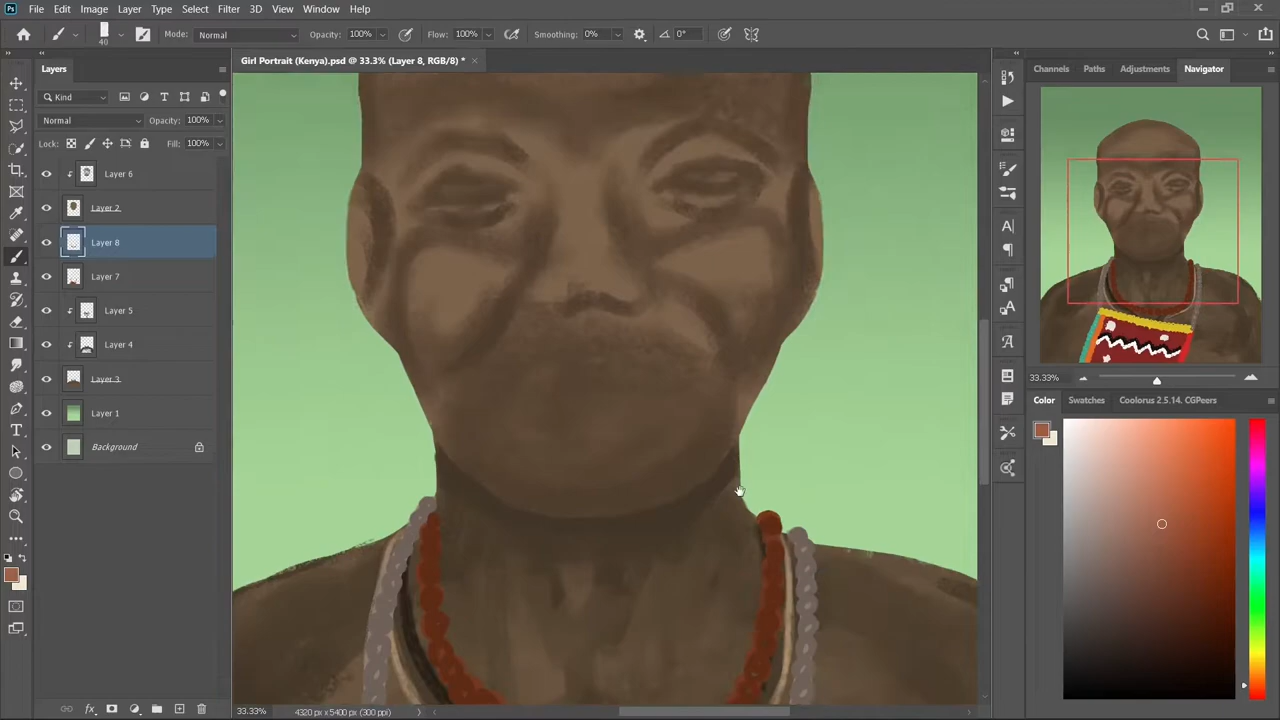 Ps File Edit Image Layer Type Select Filter 3D View Window Help
40 Mode: Normal Opacity: 100% Flow: 100% Smoothing: 0% 0°
Layers
Girl Portrait (Kenya).psd @ 33.3% (Layer 8, RGB/8) *
Channels Paths Adjustments Navigator
Kind
Normal Opacity: 100%
Lock: Fill: 100%
Layer 6
Layer 2
Layer 8
Layer 7
Layer 5
Layer 4
Layer 3
Layer 1
Background
33.33%
Color Swatches Coolorus 2.5.14. CGPeers
33.33% 4320 px x 5400 px (300 ppi)